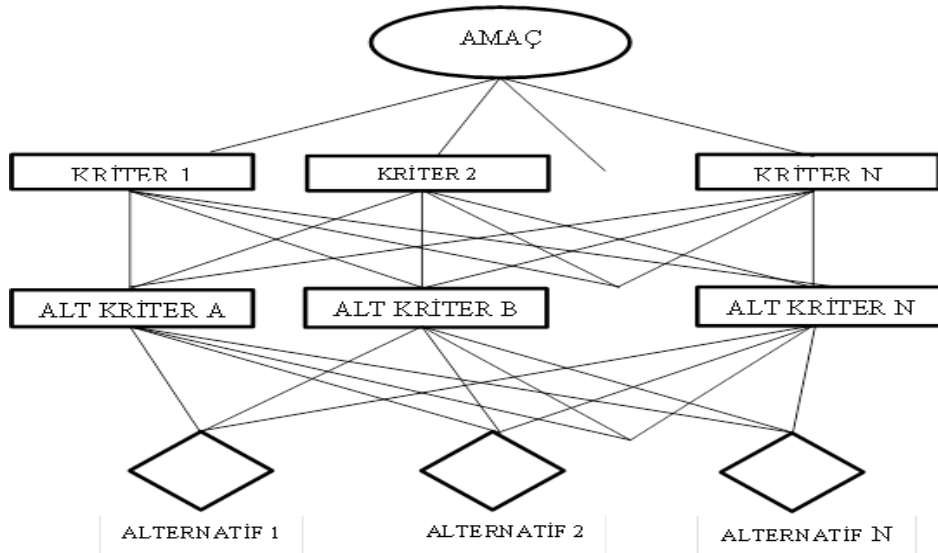 AMAÇ
KRİTER 1
KRİTER 2
KRİTER N
ALT KRİTER A
ALT KRİTER B
ALT KRİTER N
ALTERNATİF 1
ALTERNATİF 2
ALTERNATİF N